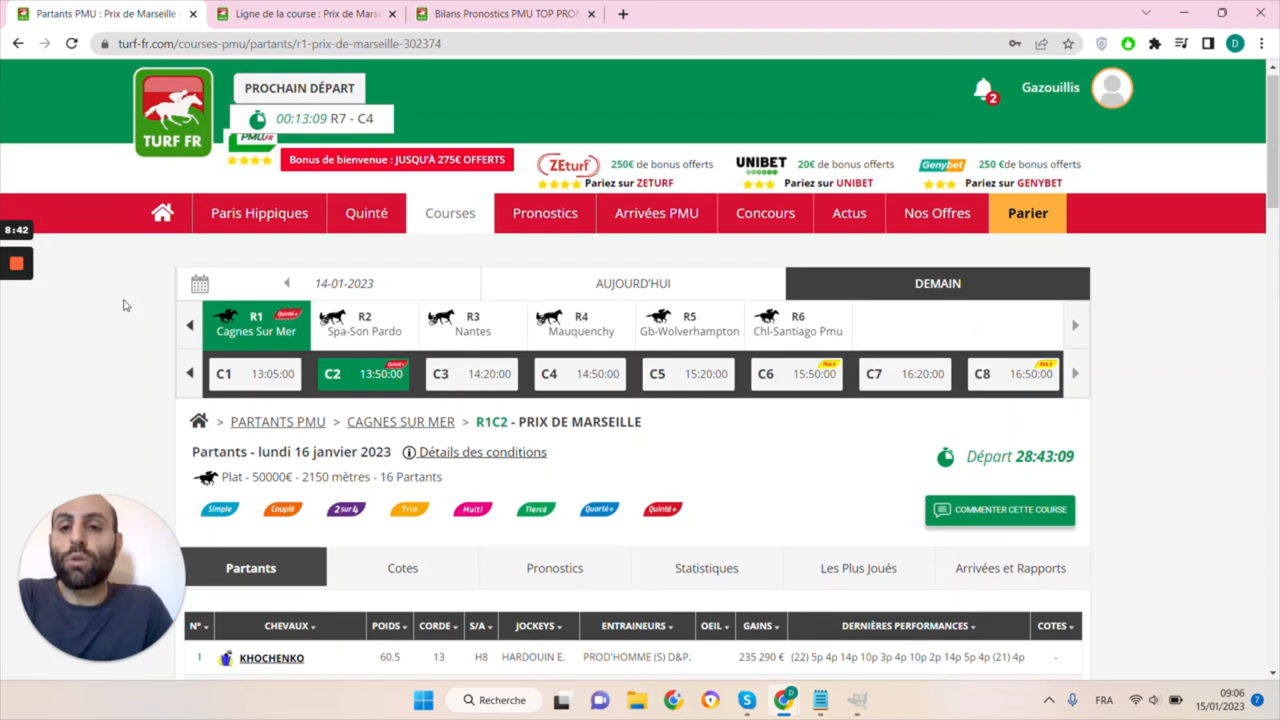 Partants PMU : Prix de Marseille
Ligne de la course : Prix de Marse
Bilans Pronostics PMU TOP PRON
turf-fr.com/courses-pmu/partants/r1-prix-de-marseille-302374
D
TURF FR
PROCHAIN DÉPART
00:13:09 R7 - C4
2
Gazouillis
PMU.FR
Bonus de bienvenue : JUSQU'À 275€ OFFERTS
ZEturf
250€ de bonus offerts
Pariez sur ZETURF
UNIBET
20€ de bonus offerts
Pariez sur UNIBET
Genybet
250 €de bonus offerts
Pariez sur GENYBET
Paris Hippiques
Quinté
Courses
Pronostics
Arrivées PMU
Concours
Actus
Nos Offres
Parier
8:42
14-01-2023
AUJOURD'HUI
DEMAIN
R1 Quinté+
Cagnes Sur Mer
R2
Spa-Son Pardo
R3
Nantes
R4
Mauquenchy
R5
Gb-Wolverhampton
R6
Chl-Santiago Pmu
C1 13:05:00
C2 13:50:00 Quinté+
C3 14:20:00
C4 14:50:00
C5 15:20:00
C6 15:50:00 Pick 5
C7 16:20:00
C8 16:50:00 Pick 5
> PARTANTS PMU > CAGNES SUR MER > R1C2 - PRIX DE MARSEILLE
Partants - lundi 16 janvier 2023 Détails des conditions
Départ 28:43:09
Plat - 50000€ - 2150 mètres - 16 Partants
Simple Couplé 2sur4 Trio Multi Tiercé Quarté+ Quinté+
COMMENTER CETTE COURSE
Partants
Cotes
Pronostics
Statistiques
Les Plus Joués
Arrivées et Rapports
N° CHEVAUX POIDS CORDE S/A JOCKEYS ENTRAINEURS OEIL GAINS DERNIÈRES PERFORMANCES COTES
1 KHOCHENKO 60.5 13 H8 HARDOUIN E. PROD'HOMME (S) D&P. 235 290 € (22) 5p 4p 14p 10p 3p 4p 10p 2p 14p 5p 4p (21) 4p -
Recherche
D
FRA
09:06
15/01/2023
7